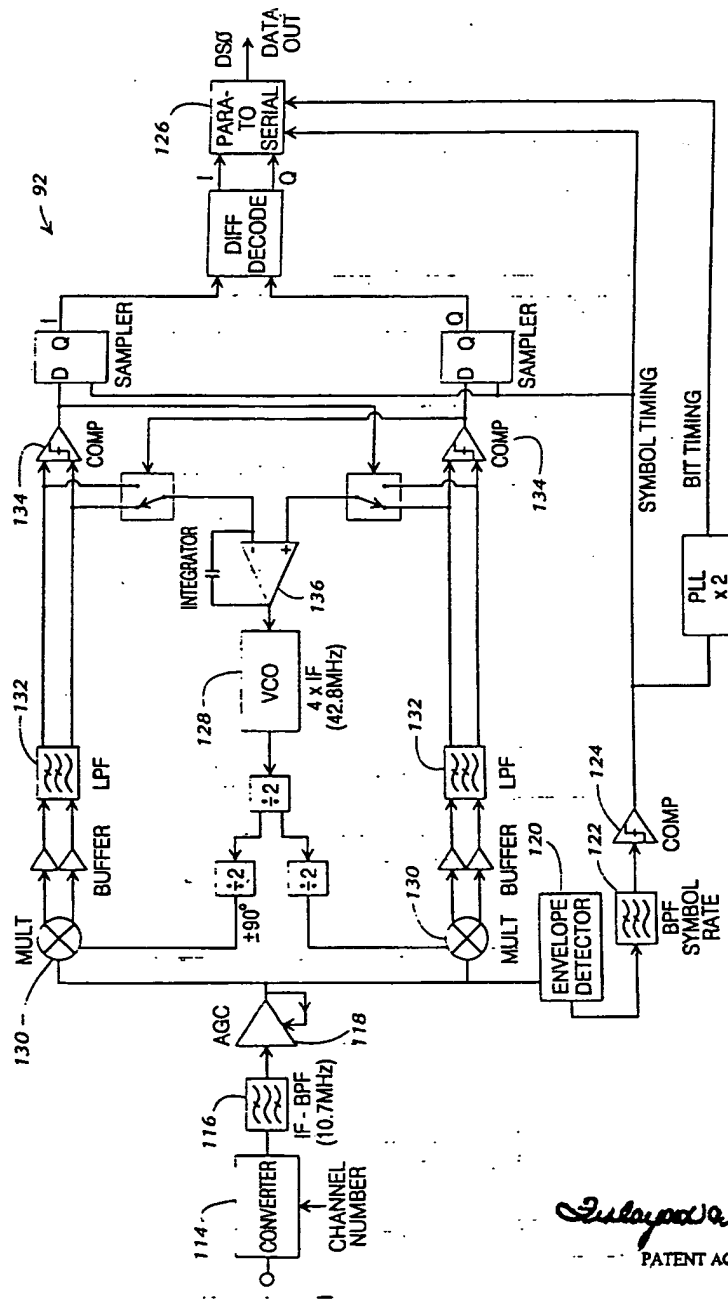 92
DSØ
DATA
OUT
126
PARA-
TO
SERIAL
I
Q
DIFF
DECODE
I
D Q
SAMPLER
Q
D Q
SAMPLER
134
COMP
COMP
134
SYMBOL TIMING
BIT TIMING
INTEGRATOR
-
+
136
PLL
x 2
132
LPF
128
VCO
4 x IF
(42.8MHz)
132
LPF
124
COMP
÷2
÷2
÷2
±90°
BUFFER
BUFFER
MULT
130
130
MULT
120
ENVELOPE
DETECTOR
122
BPF
SYMBOL
RATE
AGC
118
116
IF - BPF
(10.7MHz)
114
CONVERTER
CHANNEL
NUMBER
PATENT